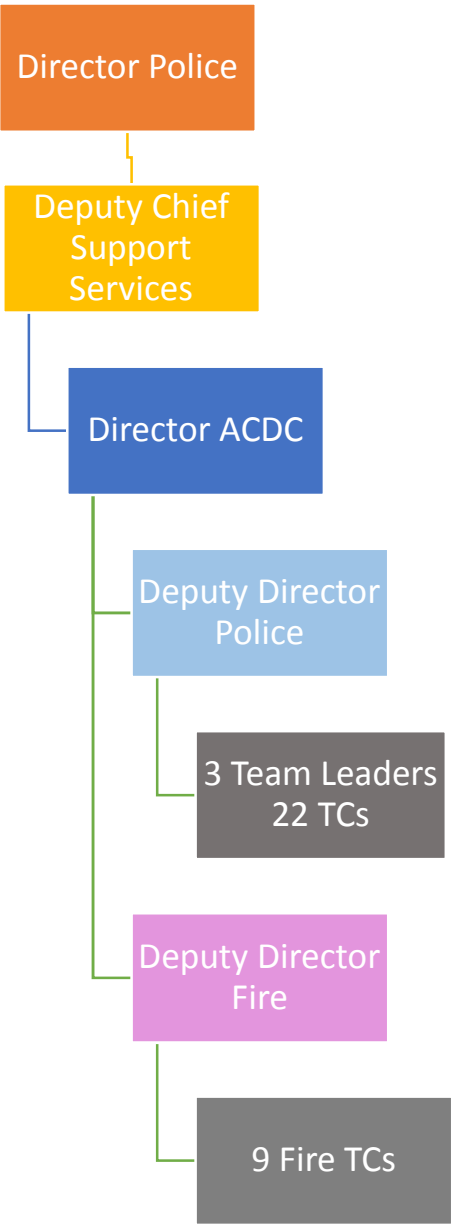 Director Police
Deputy Chief
Support
Services
Director ACDC
Deputy Director
Police
3 Team Leaders
22 TCs
Deputy Director
Fire
9 Fire TCs